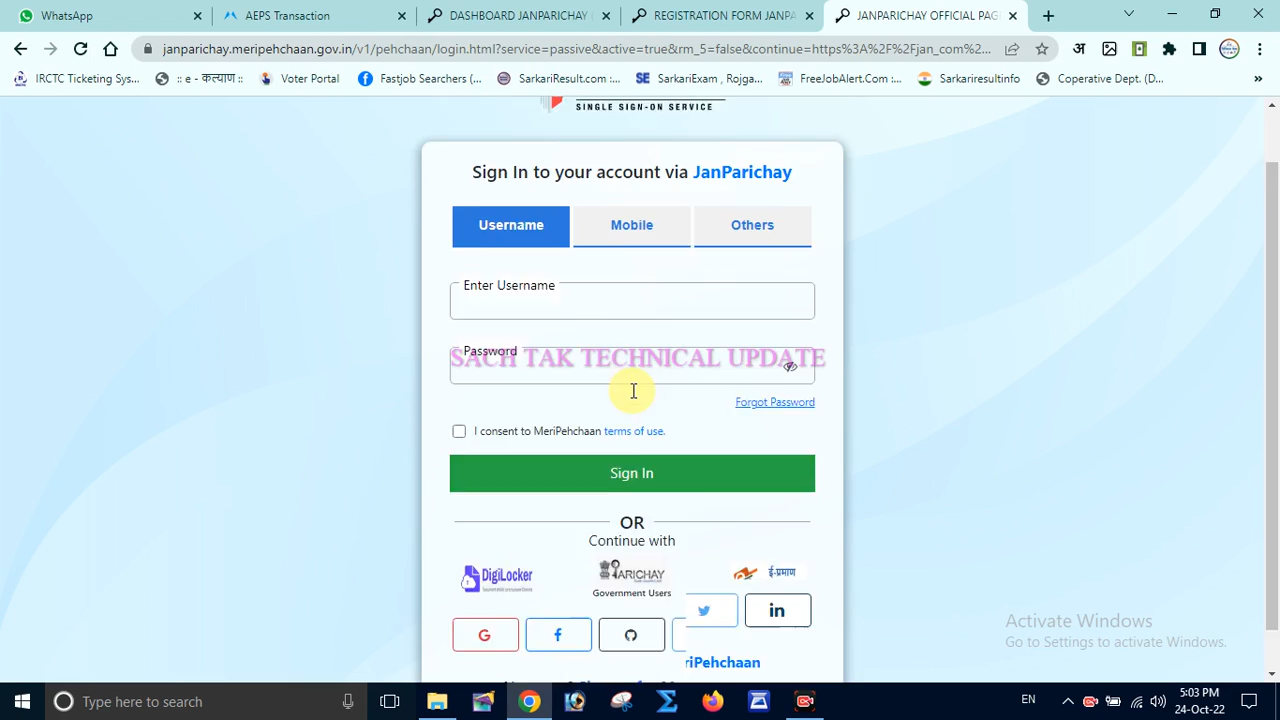 WhatsApp
AEPS Transaction
DASHBOARD JANPARICHAY
REGISTRATION FORM JANPA
JANPARICHAY OFFICIAL PAG
janparichay.meripehchaan.gov.in/v1/pehchaan/login.html?service=passive&active=true&rm_5=false&continue=https%3A%2F%2Fjan_com%2...
अ
IRCTC Ticketing Sys...
:: e - कल्याण ::
Voter Portal
Fastjob Searchers (...
SarkariResult.com :...
SE
SarkariExam , Rojga...
FreeJobAlert.Com :...
Sarkariresultinfo
Coperative Dept. (D...
»
SINGLE SIGN-ON SERVICE
Sign In to your account via JanParichay
Username
Mobile
Others
Enter Username
Password
SACH TAK TECHNICAL UPDATE
Forgot Password
I consent to MeriPehchaan terms of use.
Sign In
OR
Continue with
DigiLocker
PARICHAY
ई-प्रमाण
Government Users
in
G
f
riPehchaan
Activate Windows
Go to Settings to activate Windows.
Type here to search
EN
5:03 PM
24-Oct-22